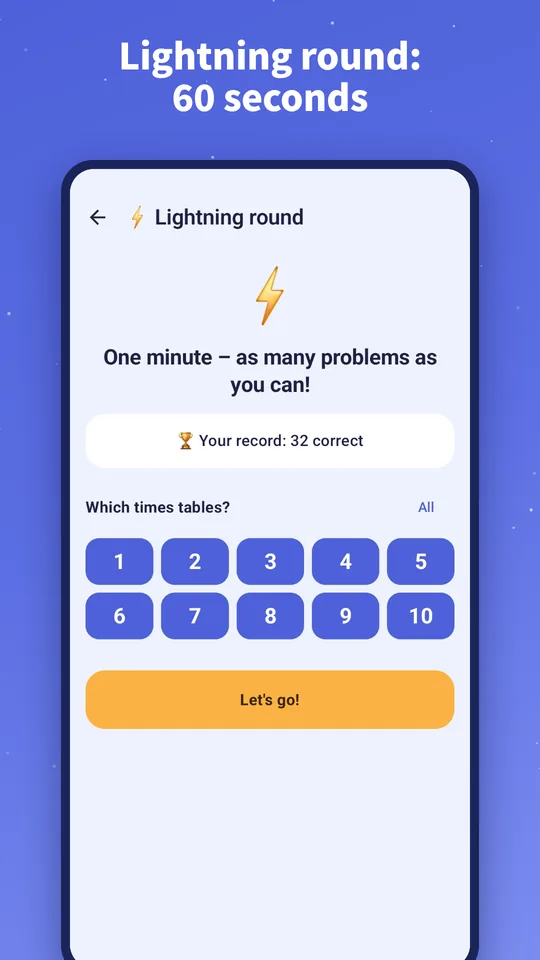 Lightning round:
60 seconds
Lightning round
One minute – as many problems as
you can!
Your record: 32 correct
Which times tables? All
1 2 3 4 5
6 7 8 9 10
Let's go!